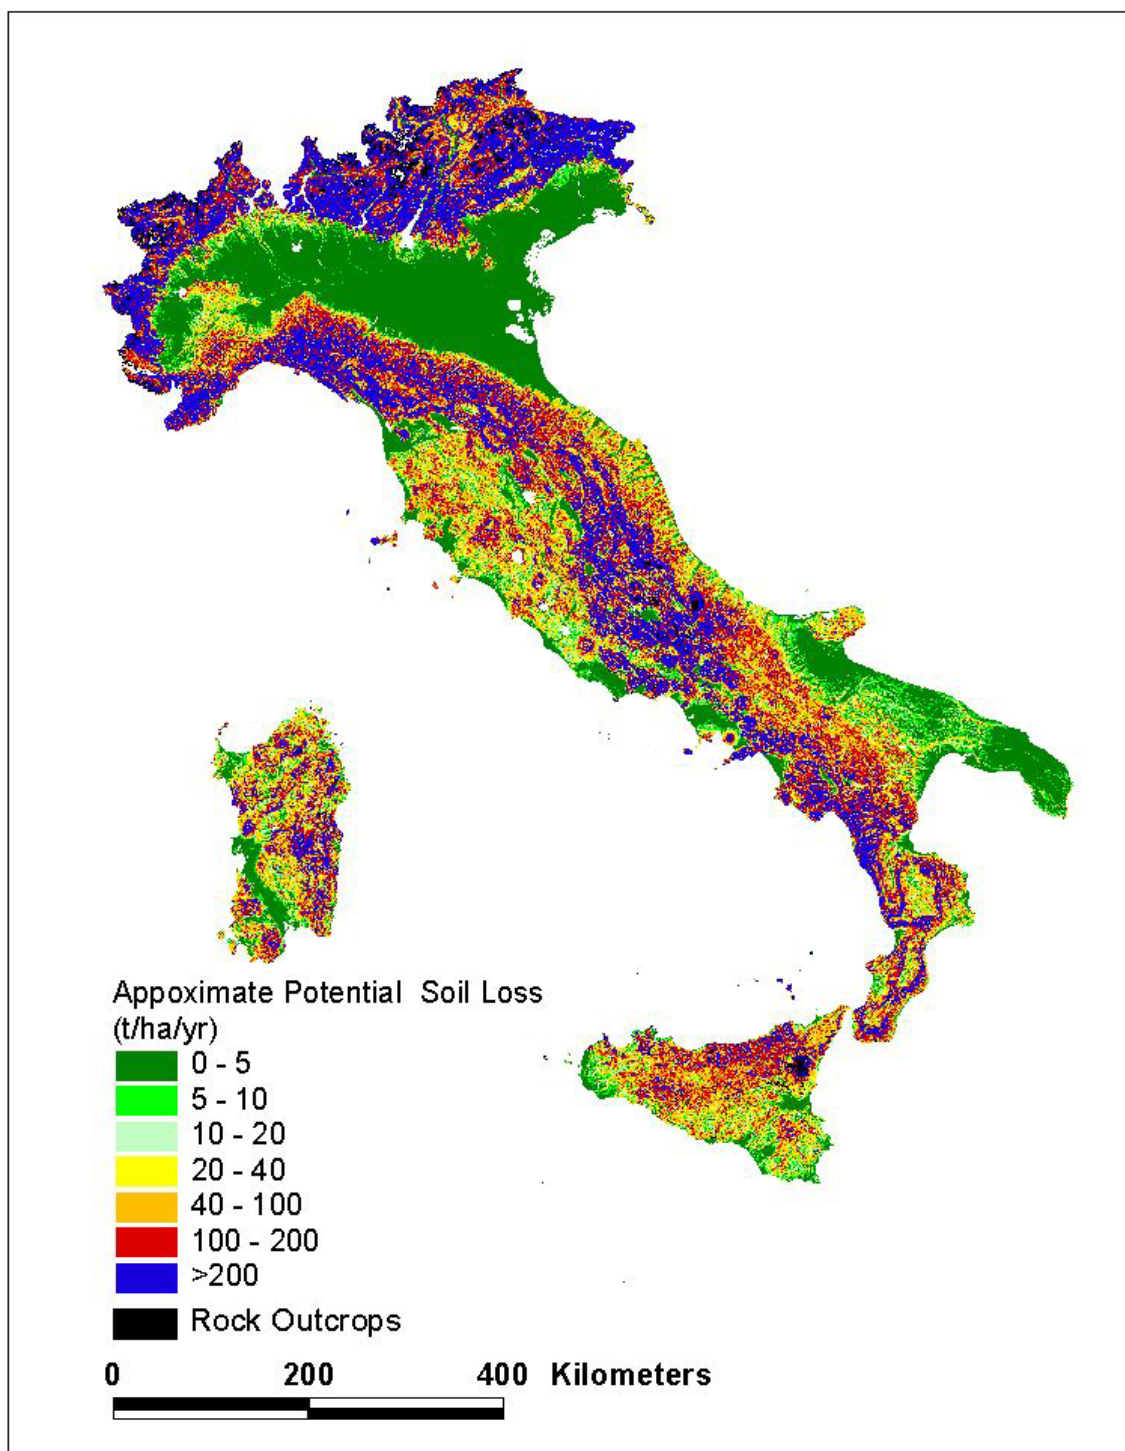 Appoximate Potential Soil Loss
(t/ha/yr)
0 - 5
5 - 10
10 - 20
20 - 40
40 - 100
100 - 200
>200
Rock Outcrops
0 200 400 Kilometers